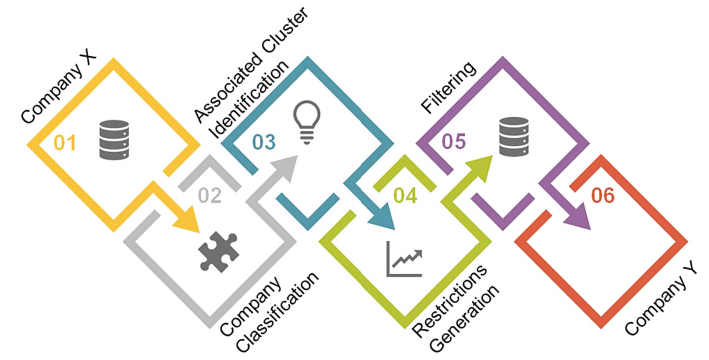 Company X
01
02
Company
Classification
Associated Cluster
Identification
03
04
Restrictions
Generation
Filtering
05
06
Company Y